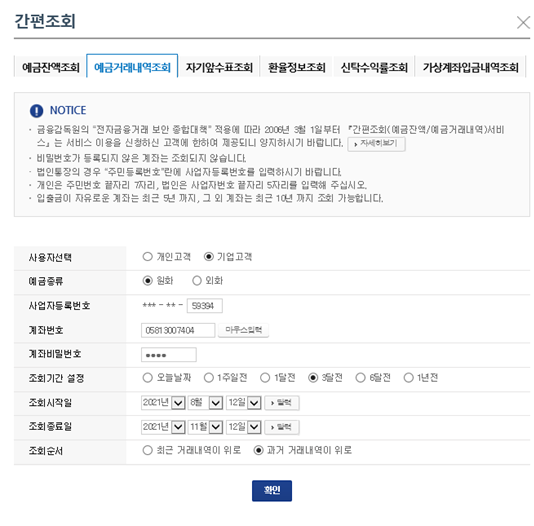 간편조회
예금잔액조회 예금거래내역조회 자기앞수표조회 환율정보조회 신탁수익률조회 가상계좌입금내역조회
NOTICE
· 금융감독원의 "전자금융거래 보안 종합대책" 적용에 따라 2006년 3월 1일부터 『간편조회(예금잔액/예금거래내역)서비
스』는 서비스 이용을 신청하신 고객에 한하여 제공되니 양지하시기 바랍니다. 자세히보기
· 비밀번호가 등록되지 않은 계좌는 조회되지 않습니다.
· 법인통장의 경우 "주민등록번호"란에 사업자등록번호를 입력하시기 바랍니다.
· 개인은 주민번호 끝자리 7자리, 법인은 사업자번호 끝자리 5자리를 입력해 주십시오.
· 입출금이 자유로운 계좌는 최근 5년 까지, 그 외 계좌는 최근 10년 까지 조회 가능합니다.
사용자선택 개인고객 기업고객
예금종류 원화 외화
사업자등록번호 *** - ** - 59394
계좌번호 05813007404 마우스입력
계좌비밀번호 ●●●●
조회기간 설정 오늘날짜 1주일전 1달전 3달전 6달전 1년전
조회시작일 2021년 8월 12일 달력
조회종료일 2021년 11월 12일 달력
조회순서 최근 거래내역이 위로 과거 거래내역이 위로
확인